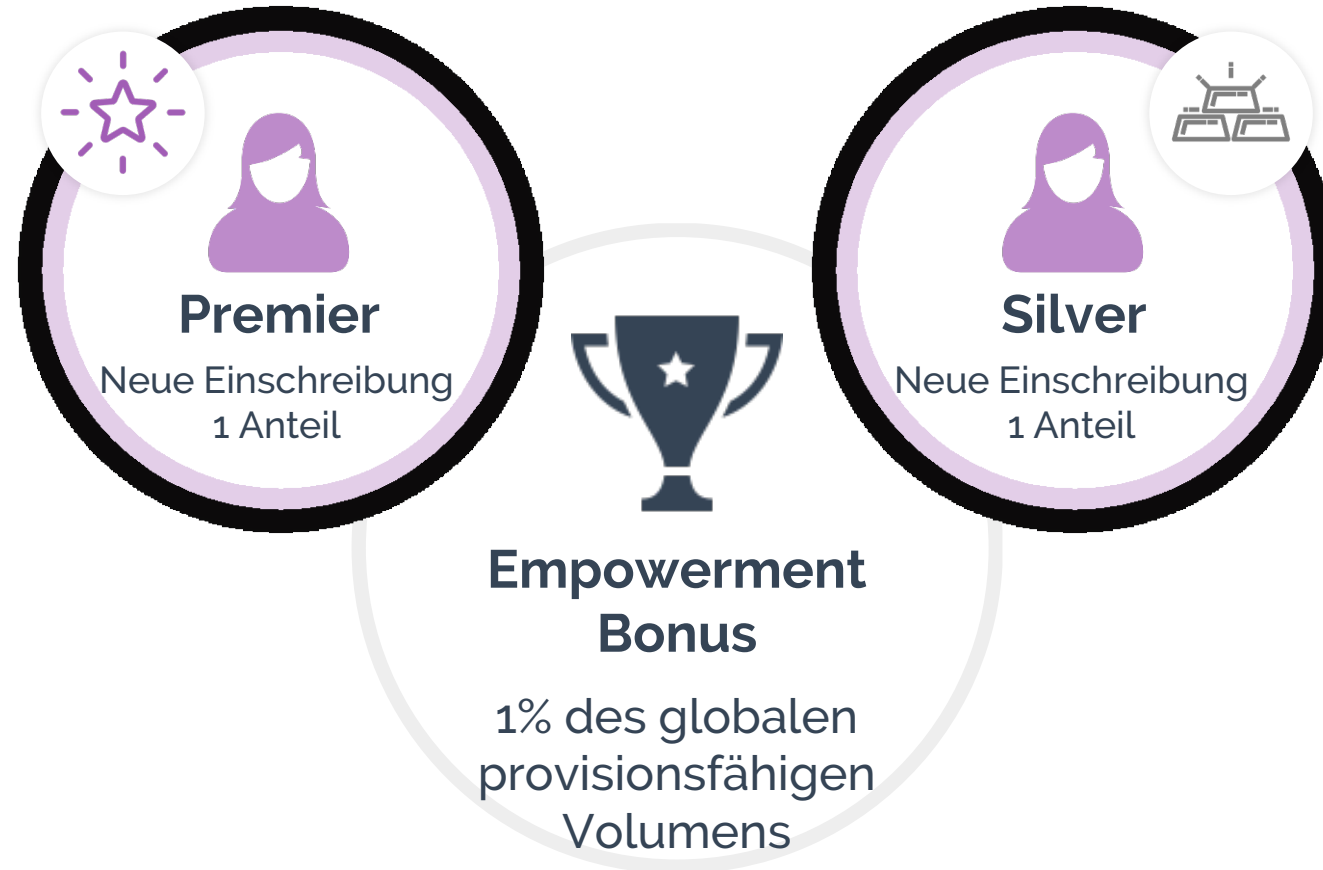 Premier
Neue Einschreibung
1 Anteil
Silver
Neue Einschreibung
1 Anteil
Empowerment
Bonus
1% des globalen
provisionsfähigen
Volumens